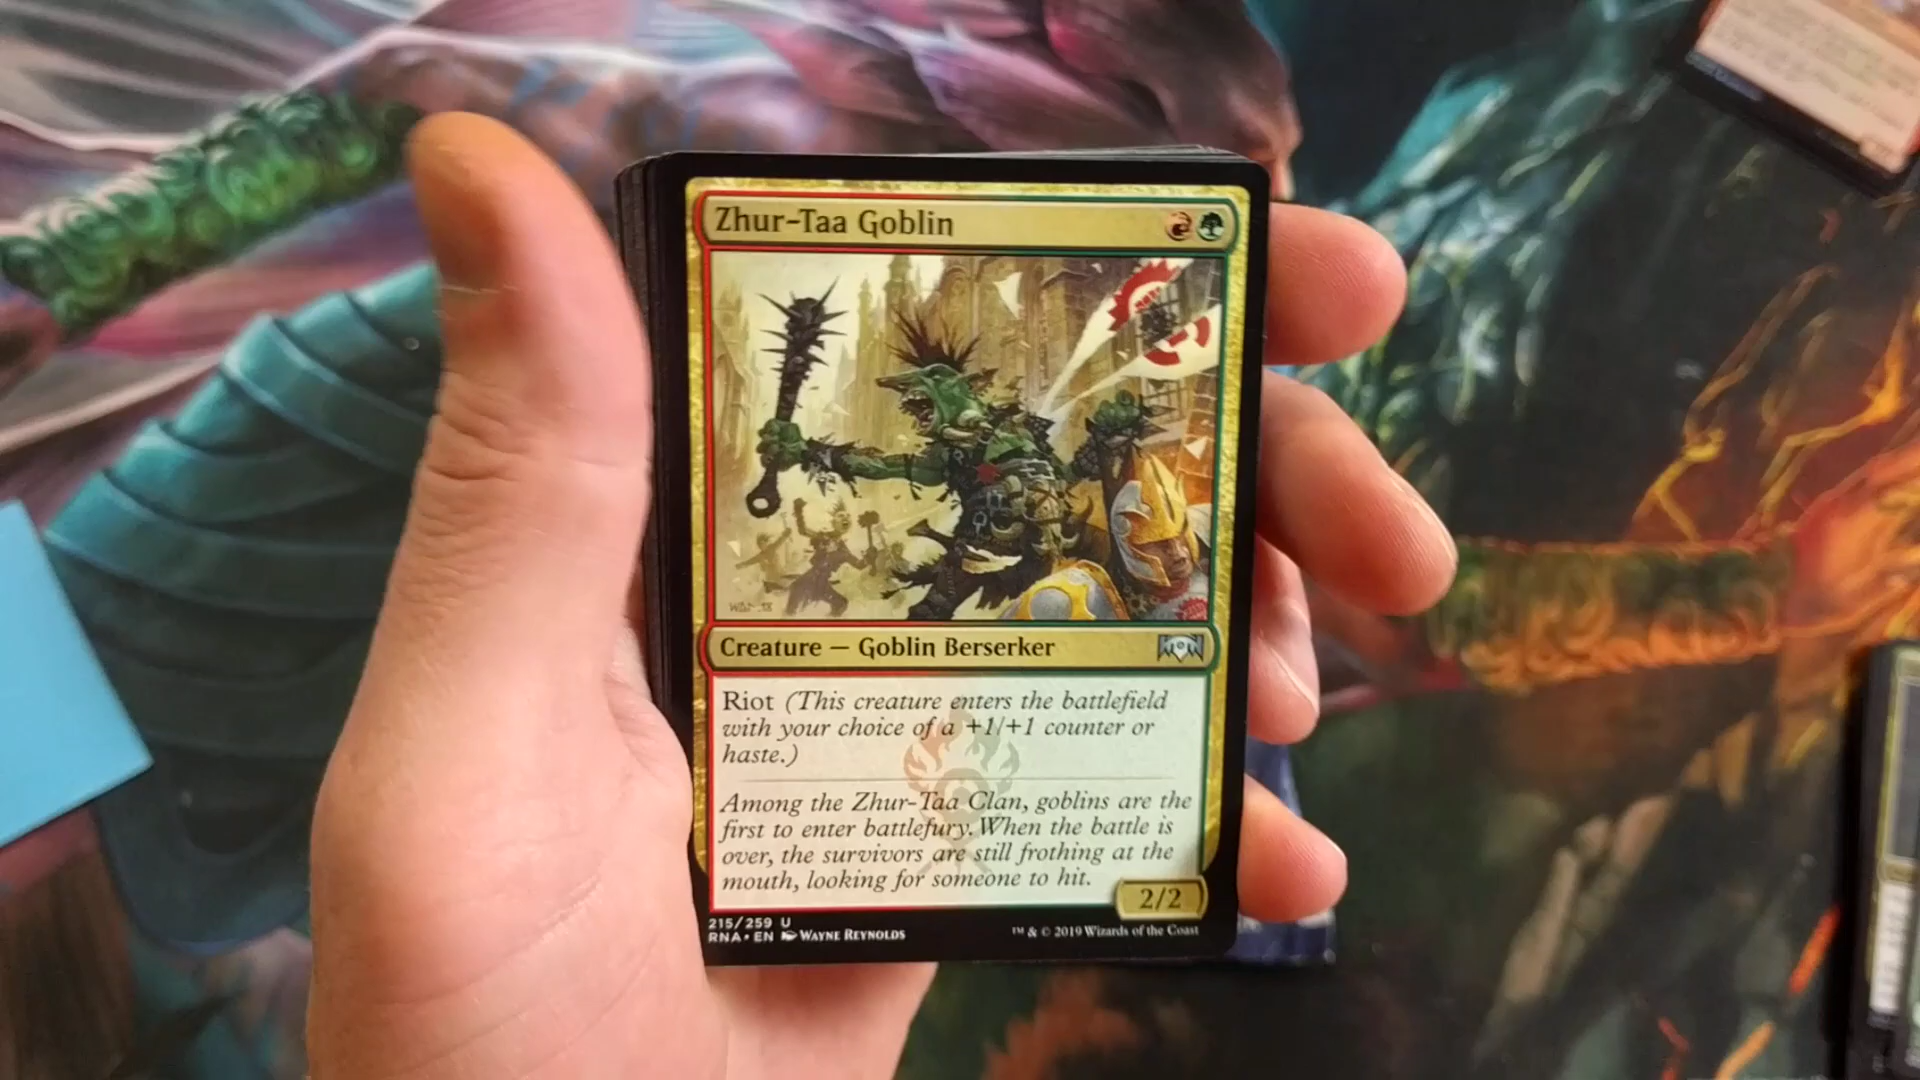 Zhur-Taa Goblin
Creature — Goblin Berserker
Riot (This creature enters the battlefield
with your choice of a +1/+1 counter or
haste.)
Among the Zhur-Taa Clan, goblins are the
first to enter battlefury. When the battle is
over, the survivors are still frothing at the
mouth, looking for someone to hit.
2/2
215/259 U
RNA • EN WAYNE REYNOLDS
™ & © 2019 Wizards of the Coast